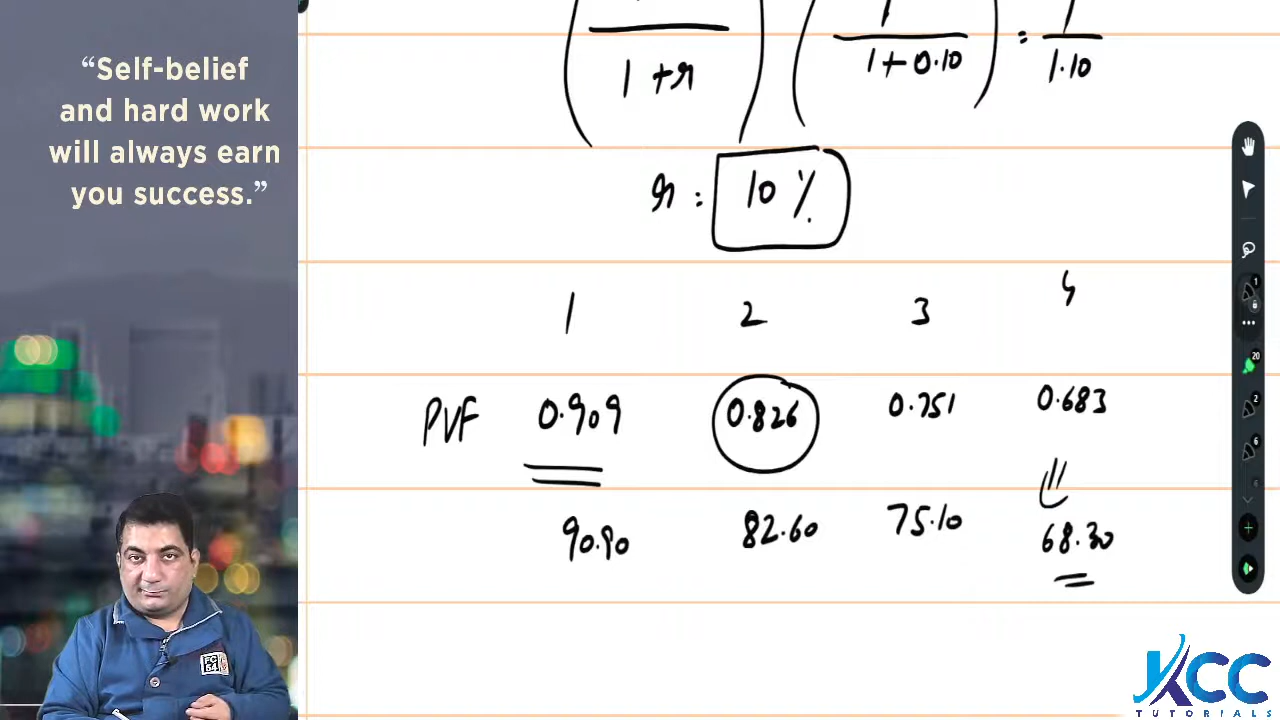 “Self-belief
and hard work
will always earn
you success.”
1 + r 1 + 0.10 = 1.10
r = 10 %
1 2 3 4
PVF 0.909 0.826 0.751 0.683
90.90 82.60 75.10 68.30
FC
54
KCC
TUTORIALS